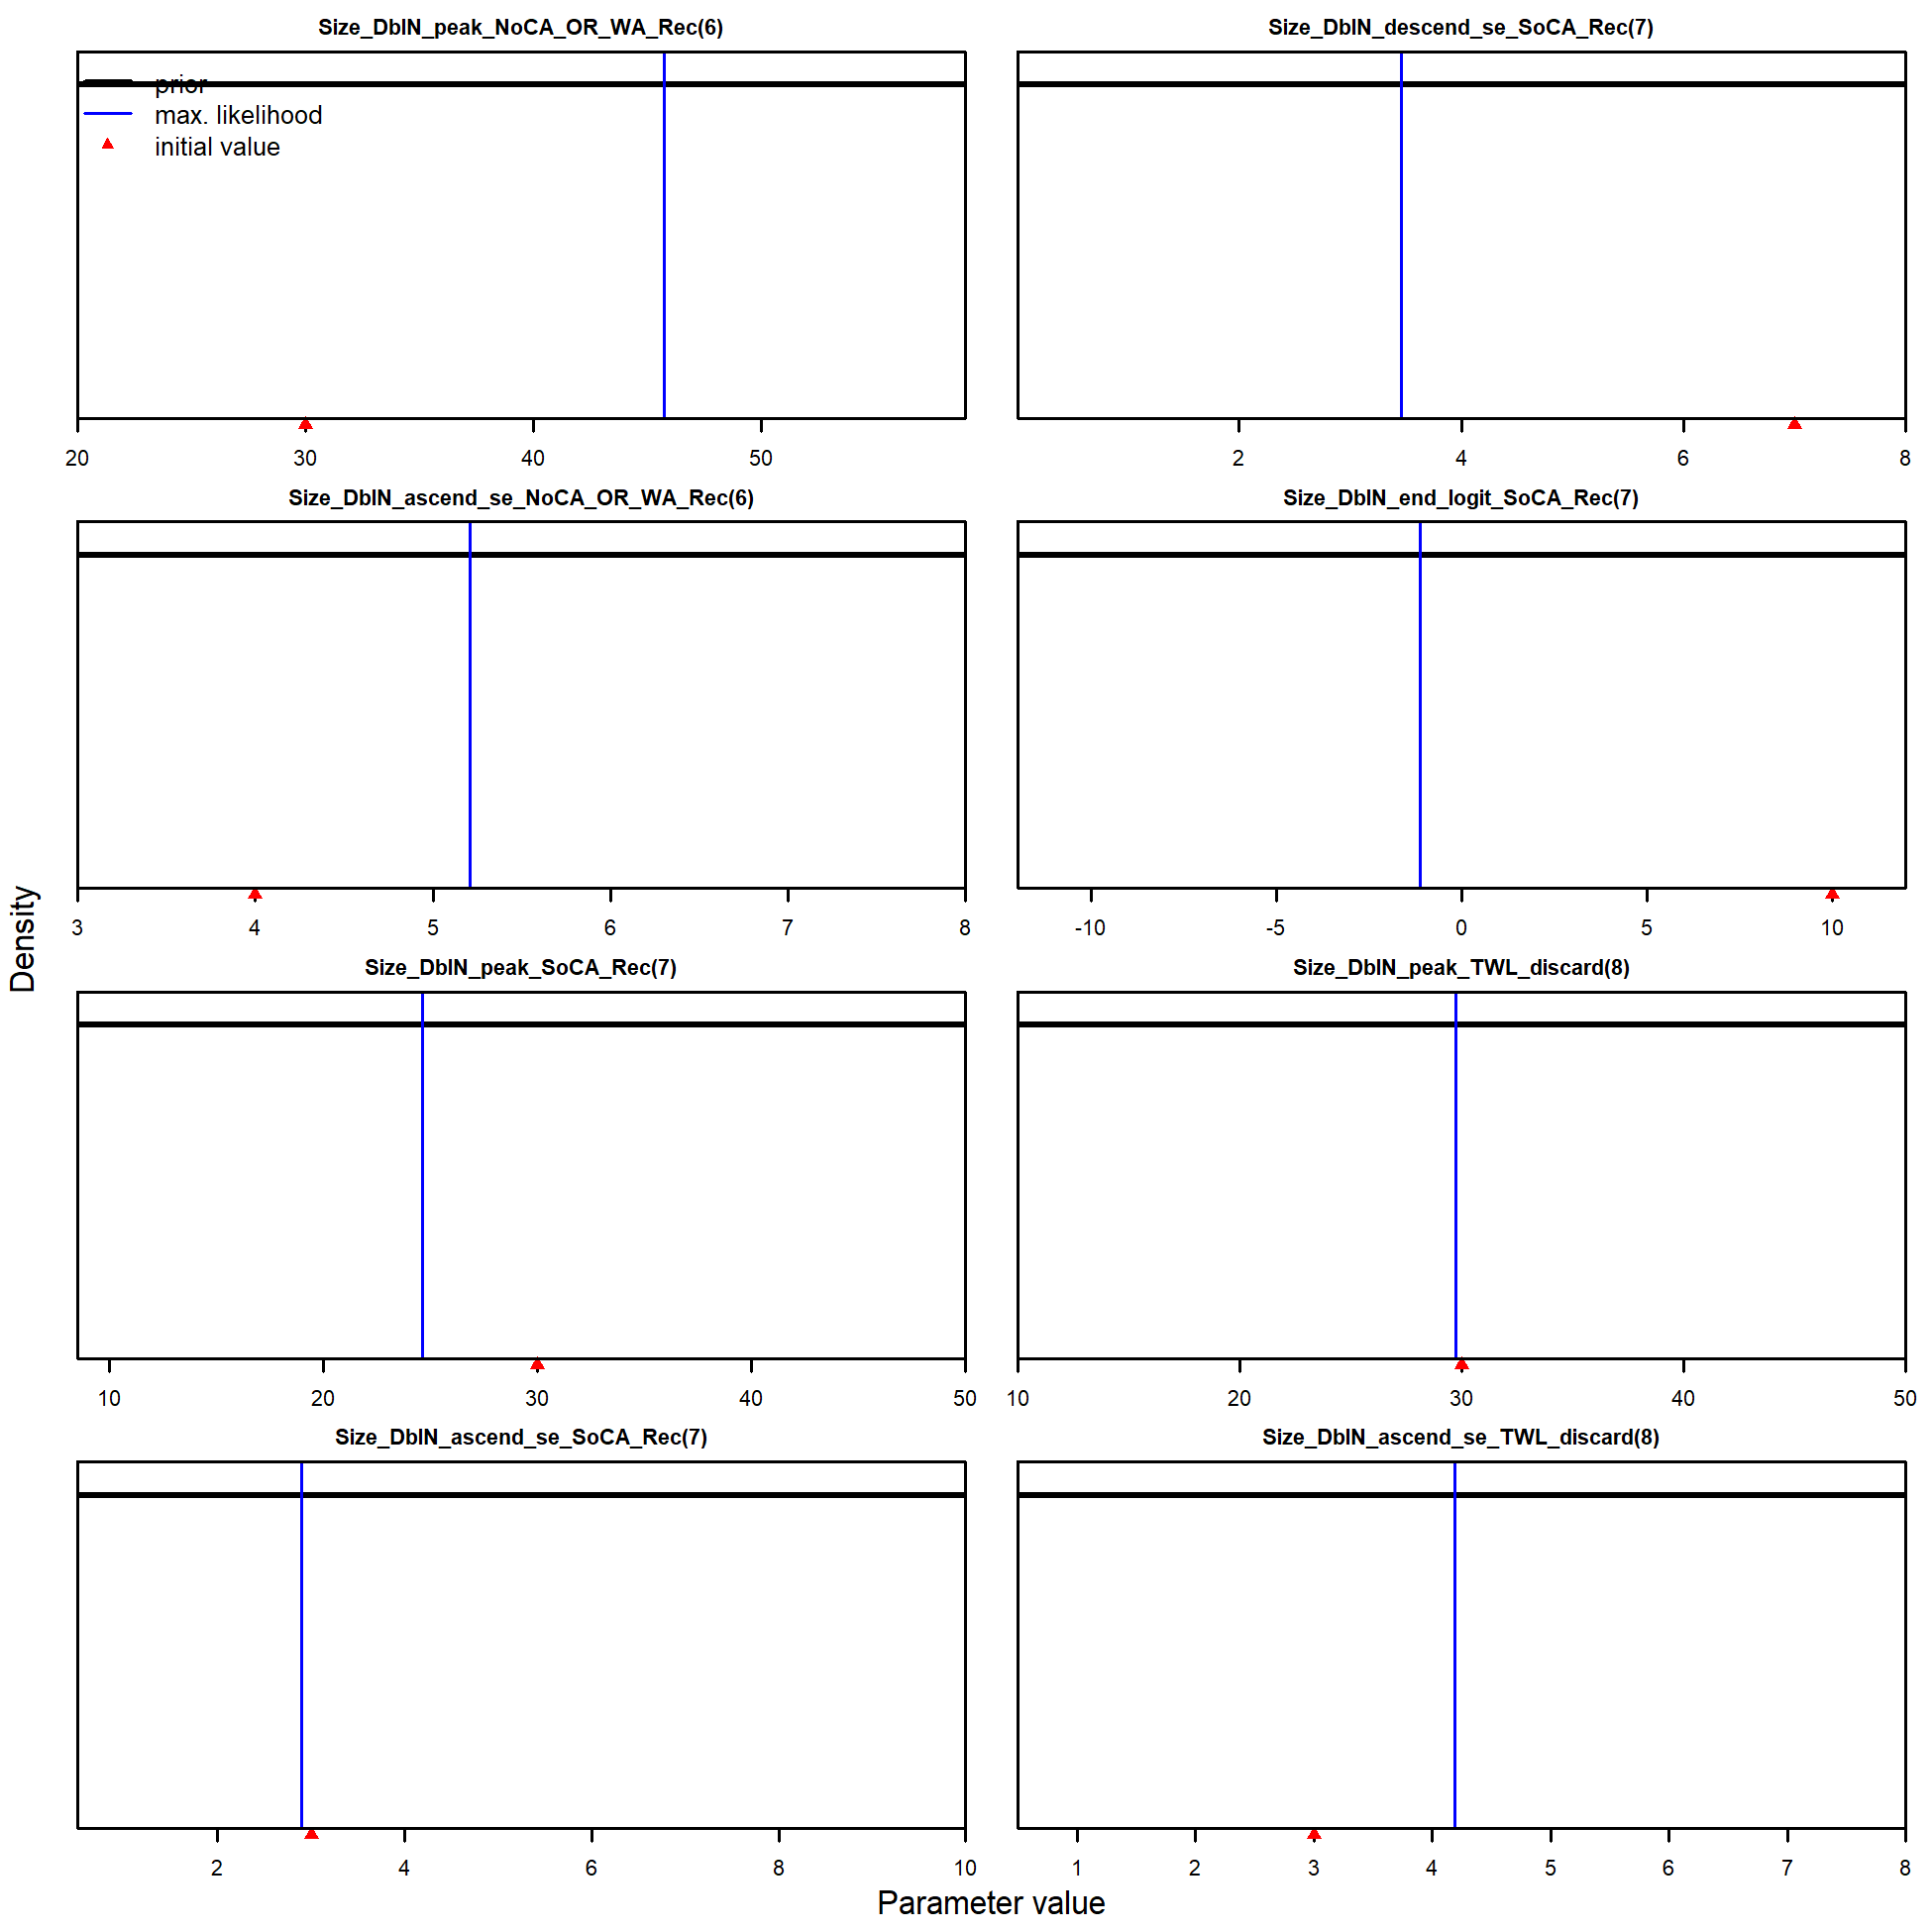 Size_DblN_peak_NoCA_OR_WA_Rec(6)
prior
max. likelihood
initial value
20 30 40 50
Size_DblN_descend_se_SoCA_Rec(7)
2 4 6 8
Size_DblN_ascend_se_NoCA_OR_WA_Rec(6)
3 4 5 6 7 8
Size_DblN_end_logit_SoCA_Rec(7)
-10 -5 0 5 10
Size_DblN_peak_SoCA_Rec(7)
10 20 30 40 50
Size_DblN_peak_TWL_discard(8)
10 20 30 40 50
Size_DblN_ascend_se_SoCA_Rec(7)
2 4 6 8 10
Size_DblN_ascend_se_TWL_discard(8)
1 2 3 4 5 6 7 8
Density
Parameter value